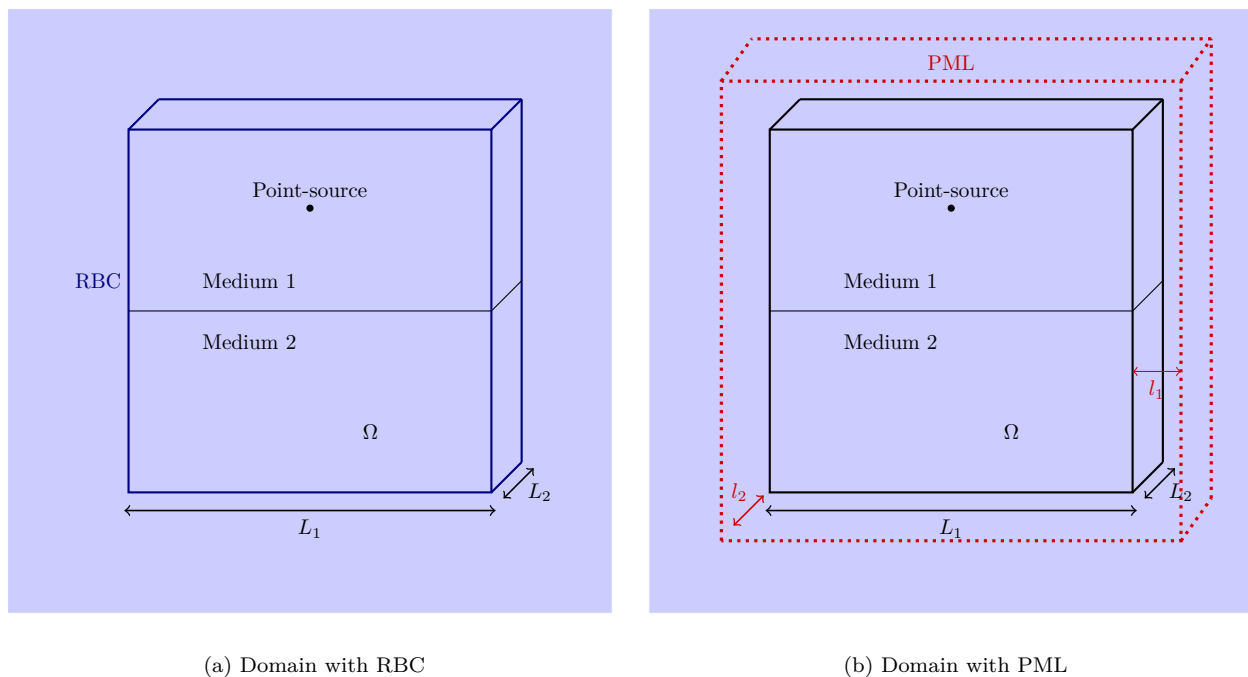 Point-source
RBC
Medium 1
Medium 2
Ω
L₂
L₁
(a) Domain with RBC
PML
Point-source
Medium 1
Medium 2
l₁
Ω
l₂
L₂
L₁
(b) Domain with PML